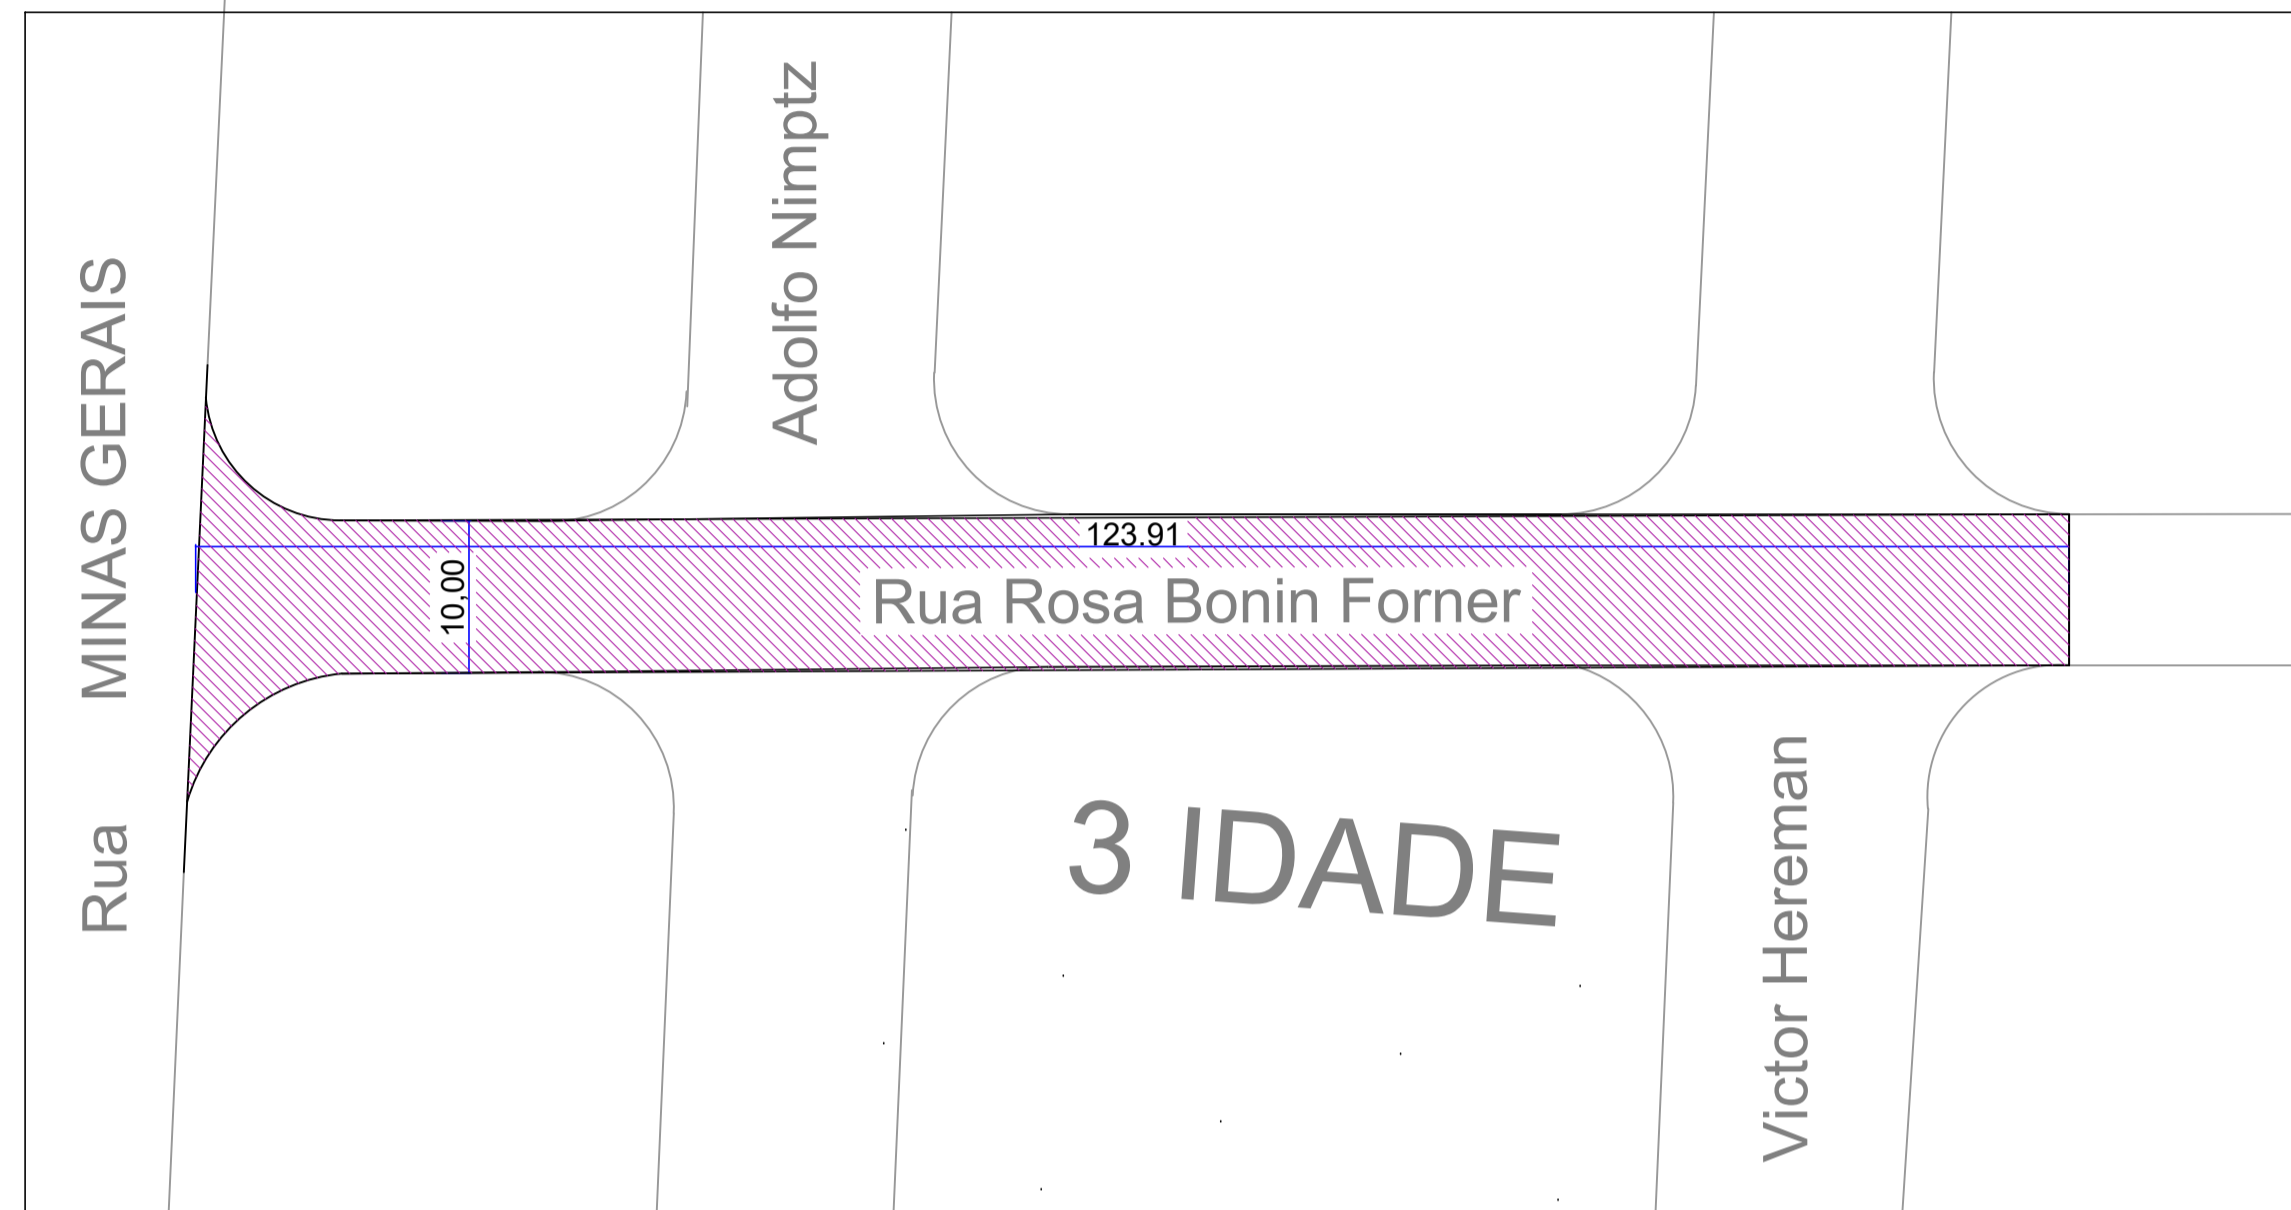 Rua MINAS GERAIS
Adolfo Nimptz
123.91
10,00
Rua Rosa Bonin Forner
3 IDADE
Victor Hereman